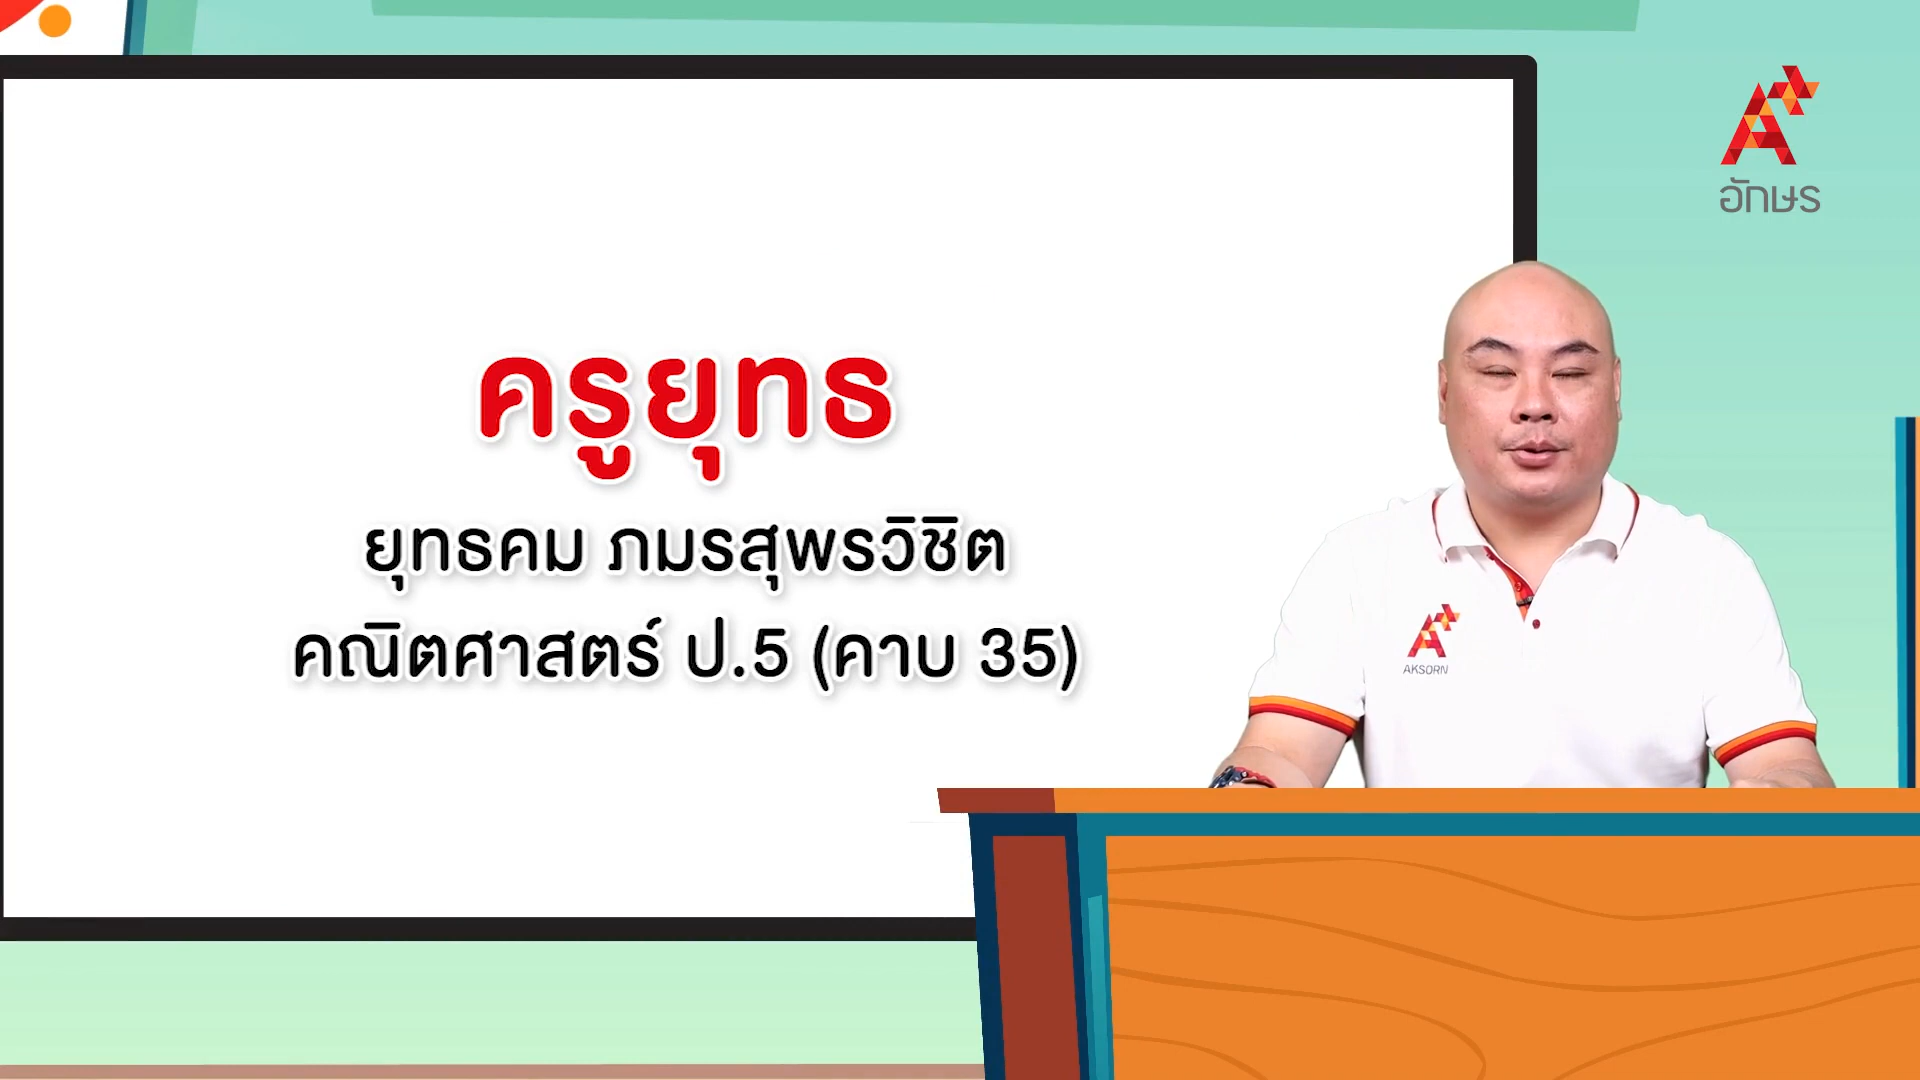 อักษร
ครูยุทธ
ยุทธคม ภมรสุพรวิชิต
คณิตศาสตร์ ป.5 (คาบ 35)
AKSORN